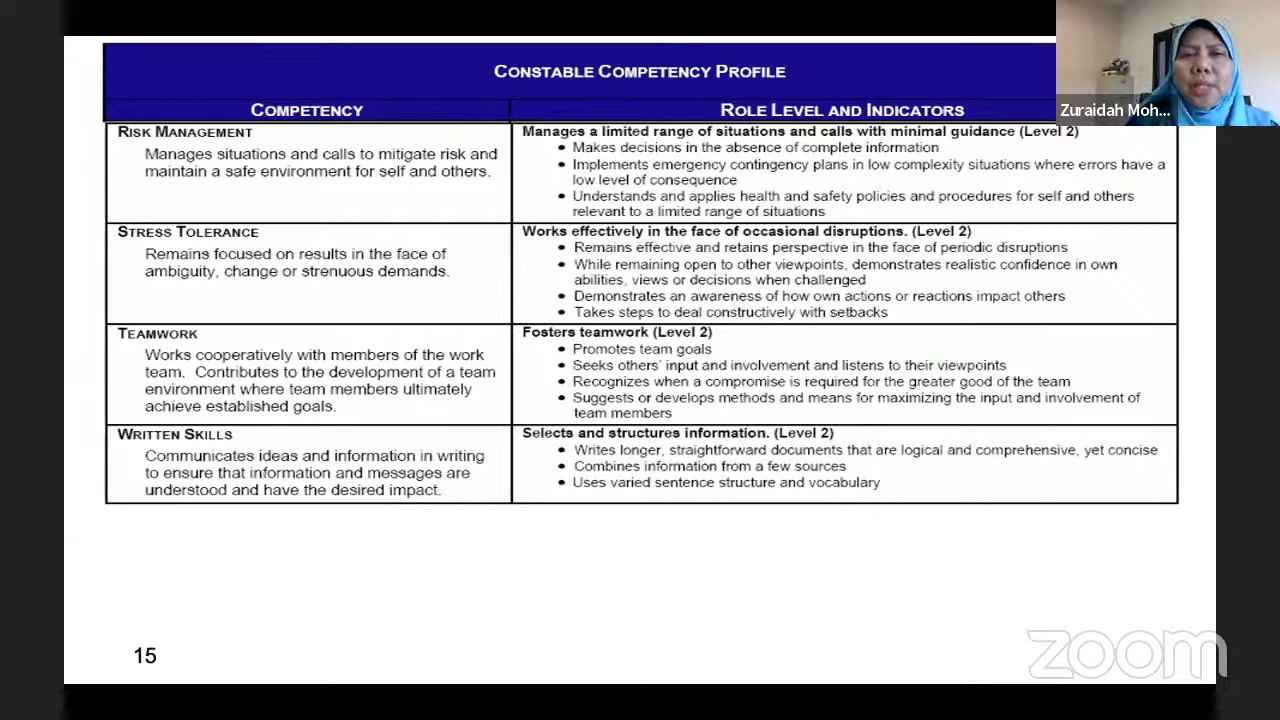 CONSTABLE COMPETENCY PROFILE
COMPETENCY
ROLE LEVEL AND INDICATORS
Zuraidah Moh...
RISK MANAGEMENT
Manages situations and calls to mitigate risk and
maintain a safe environment for self and others.
Manages a limited range of situations and calls with minimal guidance (Level 2)
• Makes decisions in the absence of complete information
• Implements emergency contingency plans in low complexity situations where errors have a
low level of consequence
• Understands and applies health and safety policies and procedures for self and others
relevant to a limited range of situations
STRESS TOLERANCE
Remains focused on results in the face of
ambiguity, change or strenuous demands.
Works effectively in the face of occasional disruptions. (Level 2)
• Remains effective and retains perspective in the face of periodic disruptions
• While remaining open to other viewpoints, demonstrates realistic confidence in own
abilities, views or decisions when challenged
• Demonstrates an awareness of how own actions or reactions impact others
• Takes steps to deal constructively with setbacks
TEAMWORK
Works cooperatively with members of the work
team. Contributes to the development of a team
environment where team members ultimately
achieve established goals.
Fosters teamwork (Level 2)
• Promotes team goals
• Seeks others' input and involvement and listens to their viewpoints
• Recognizes when a compromise is required for the greater good of the team
• Suggests or develops methods and means for maximizing the input and involvement of
team members
WRITTEN SKILLS
Communicates ideas and information in writing
to ensure that information and messages are
understood and have the desired impact.
Selects and structures information. (Level 2)
• Writes longer, straightforward documents that are logical and comprehensive, yet concise
• Combines information from a few sources
• Uses varied sentence structure and vocabulary
15
zoom